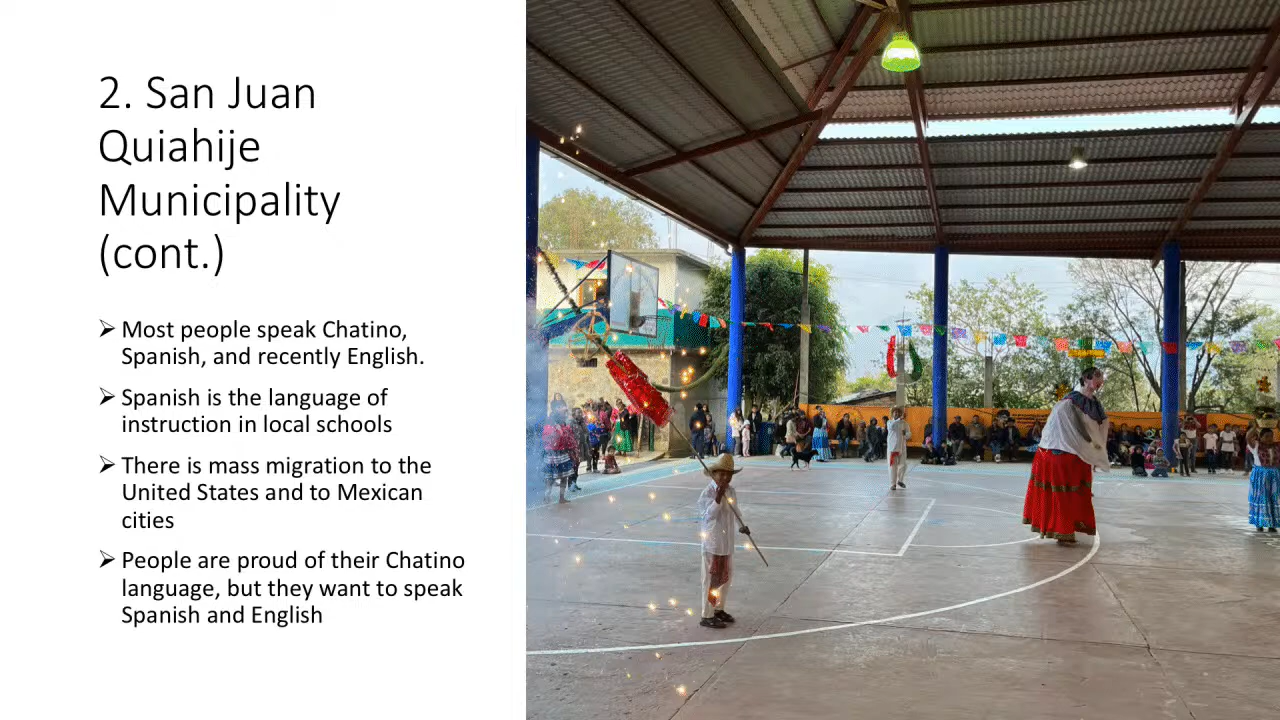 2. San Juan
Quiahije
Municipality
(cont.)
➢ Most people speak Chatino,
Spanish, and recently English.
➢ Spanish is the language of
instruction in local schools
➢ There is mass migration to the
United States and to Mexican
cities
➢ People are proud of their Chatino
language, but they want to speak
Spanish and English